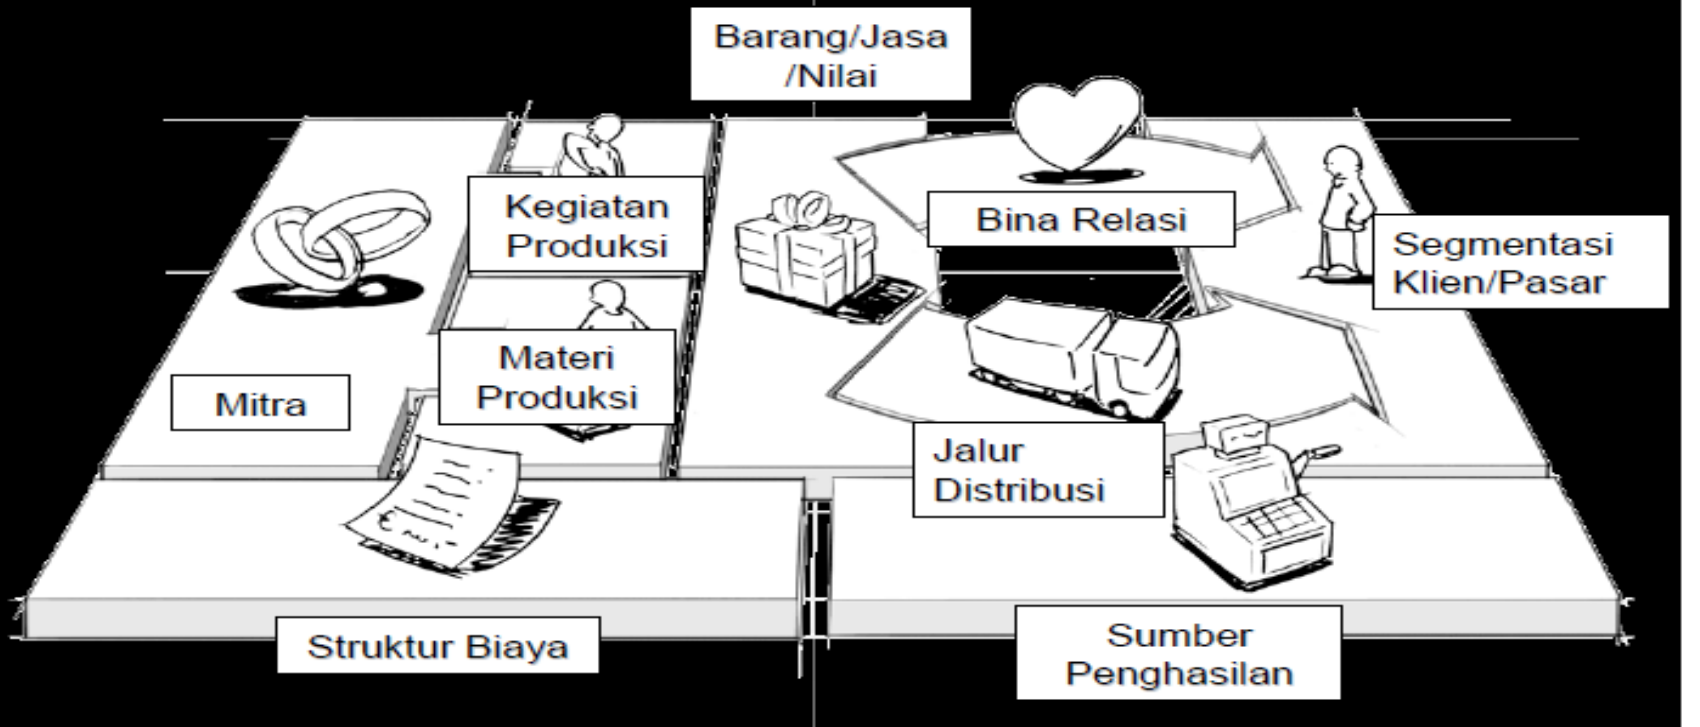 Barang/Jasa
/Nilai
Kegiatan
Produksi
Bina Relasi
Segmentasi
Klien/Pasar
Materi
Produksi
Mitra
Jalur
Distribusi
Struktur Biaya
Sumber
Penghasilan